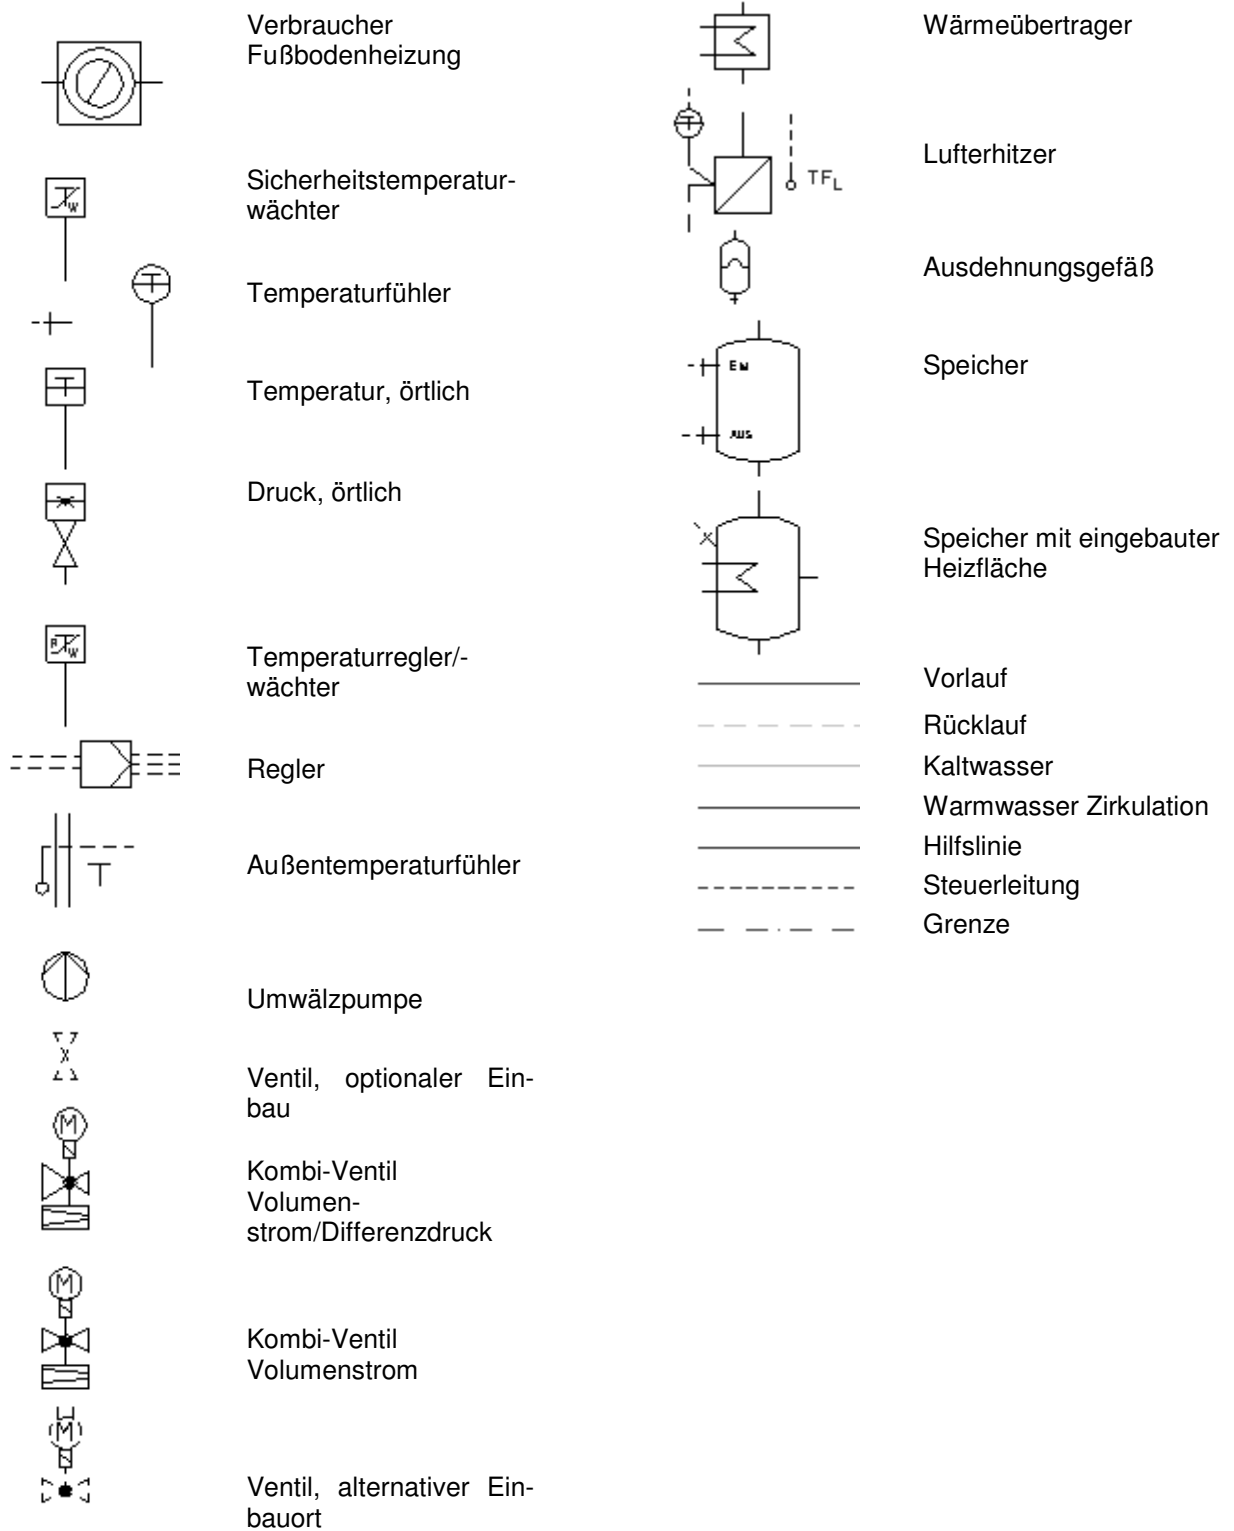 Verbraucher
Fußbodenheizung
W
Sicherheitstemperatur-
wächter
T
Temperaturfühler
T
Temperatur, örtlich
Druck, örtlich
R
W
Temperaturregler/-
wächter
Regler
T
Außentemperaturfühler
Umwälzpumpe
Ventil, optionaler Ein-
bau
M
Kombi-Ventil
Volumen-
strom/Differenzdruck
M
Kombi-Ventil
Volumenstrom
M
Ventil, alternativer Ein-
bauort
Wärmeübertrager
T
TFL
Lufterhitzer
Ausdehnungsgefäß
EIN
AUS
Speicher
Speicher mit eingebauter
Heizfläche
Vorlauf
Rücklauf
Kaltwasser
Warmwasser Zirkulation
Hilfslinie
Steuerleitung
Grenze